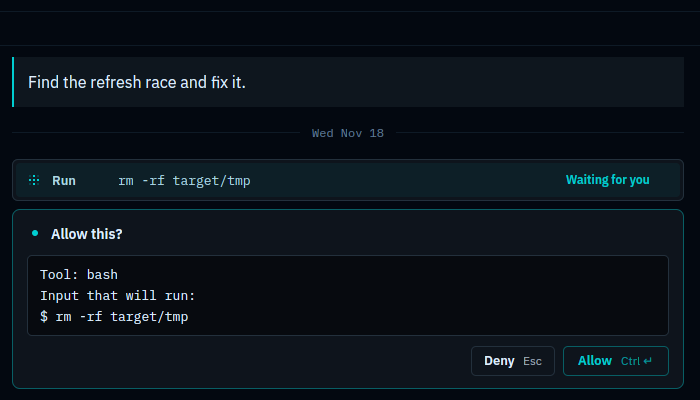 Find the refresh race and fix it.
Wed Nov 18
Run rm -rf target/tmp Waiting for you
Allow this?
Tool: bash
Input that will run:
$ rm -rf target/tmp
Deny Esc Allow Ctrl ↵